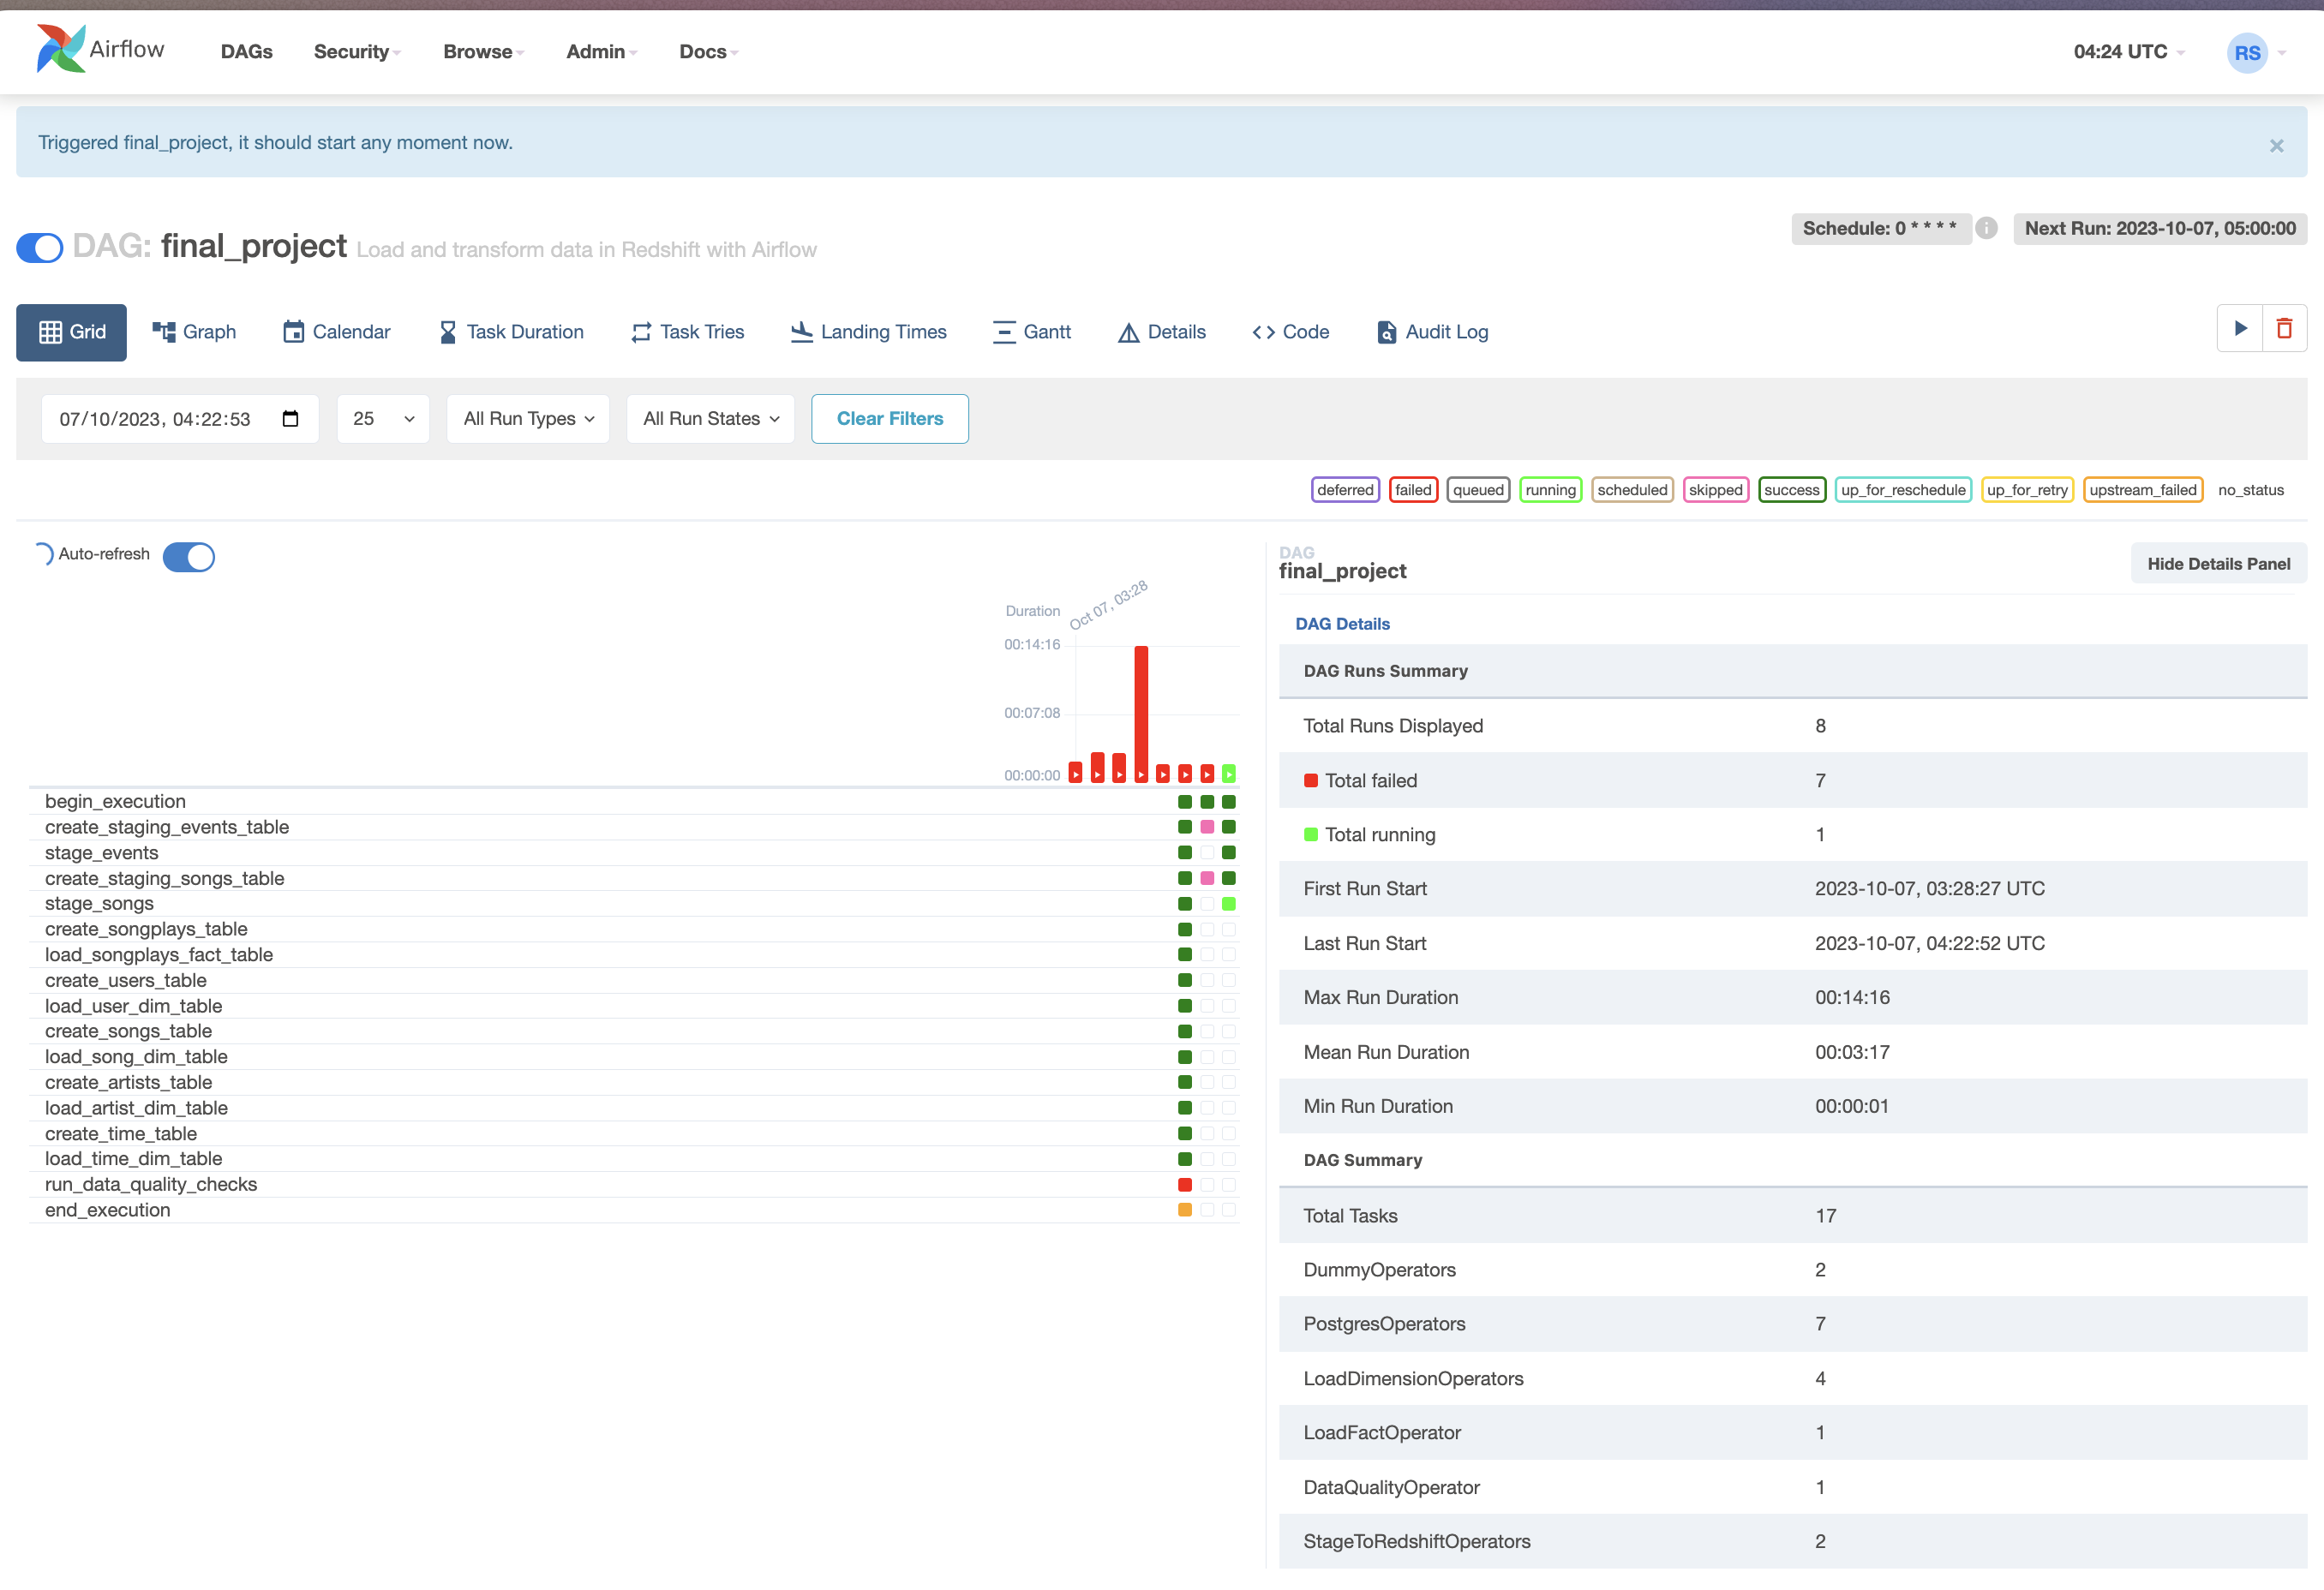 Airflow DAGs Security Browse Admin Docs 04:24 UTC RS
Triggered final_project, it should start any moment now. ×
Schedule: 0 * * * * i Next Run: 2023-10-07, 05:00:00
DAG: final_project Load and transform data in Redshift with Airflow
Grid Graph Calendar Task Duration Task Tries Landing Times Gantt Details Code Audit Log
07/10/2023, 04:22:53 25 All Run Types All Run States Clear Filters
deferred failed queued running scheduled skipped success up_for_reschedule up_for_retry upstream_failed no_status
Auto-refresh
Duration
Oct 07, 03:28
00:14:16
00:07:08
00:00:00
begin_execution
create_staging_events_table
stage_events
create_staging_songs_table
stage_songs
create_songplays_table
load_songplays_fact_table
create_users_table
load_user_dim_table
create_songs_table
load_song_dim_table
create_artists_table
load_artist_dim_table
create_time_table
load_time_dim_table
run_data_quality_checks
end_execution
DAG
final_project
Hide Details Panel
DAG Details
DAG Runs Summary
Total Runs Displayed 8
Total failed 7
Total running 1
First Run Start 2023-10-07, 03:28:27 UTC
Last Run Start 2023-10-07, 04:22:52 UTC
Max Run Duration 00:14:16
Mean Run Duration 00:03:17
Min Run Duration 00:00:01
DAG Summary
Total Tasks 17
DummyOperators 2
PostgresOperators 7
LoadDimensionOperators 4
LoadFactOperator 1
DataQualityOperator 1
StageToRedshiftOperators 2